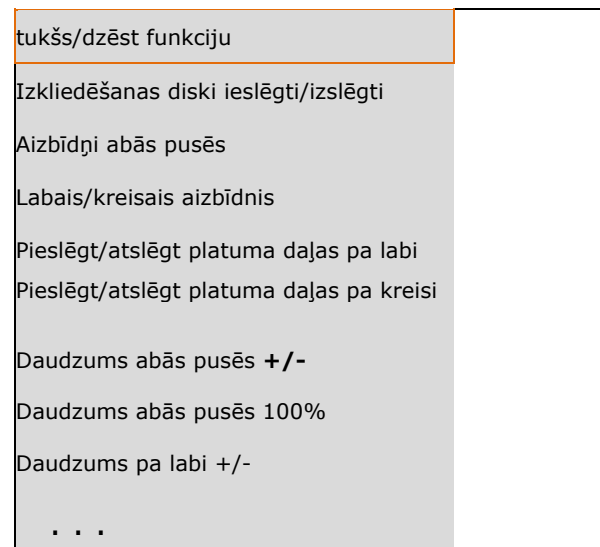 tukšs/dzēst funkciju
Izkliedēšanas diski ieslēgti/izslēgti
Aizbīdņi abās pusēs
Labais/kreisais aizbīdnis
Pieslēgt/atslēgt platuma daļas pa labi
Pieslēgt/atslēgt platuma daļas pa kreisi
Daudzums abās pusēs +/-
Daudzums abās pusēs 100%
Daudzums pa labi +/-
. . .